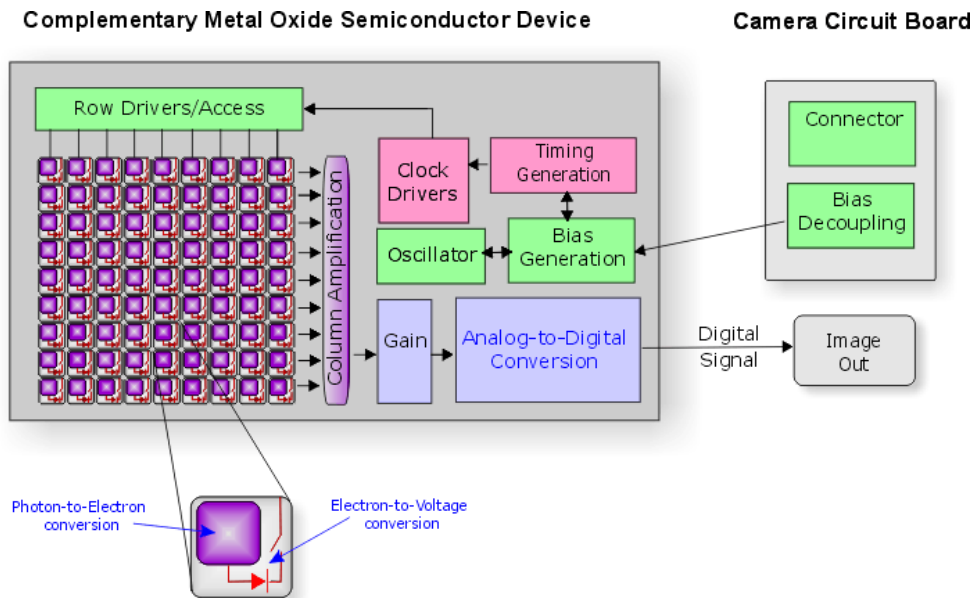 Complementary Metal Oxide Semiconductor Device
Camera Circuit Board
Row Drivers/Access
Connector
Clock
Drivers
Timing
Generation
Bias
Decoupling
Oscillator
Bias
Generation
Column Amplification
Gain
Analog-to-Digital
Conversion
Digital
Signal
Image
Out
Photon-to-Electron
conversion
Electron-to-Voltage
conversion